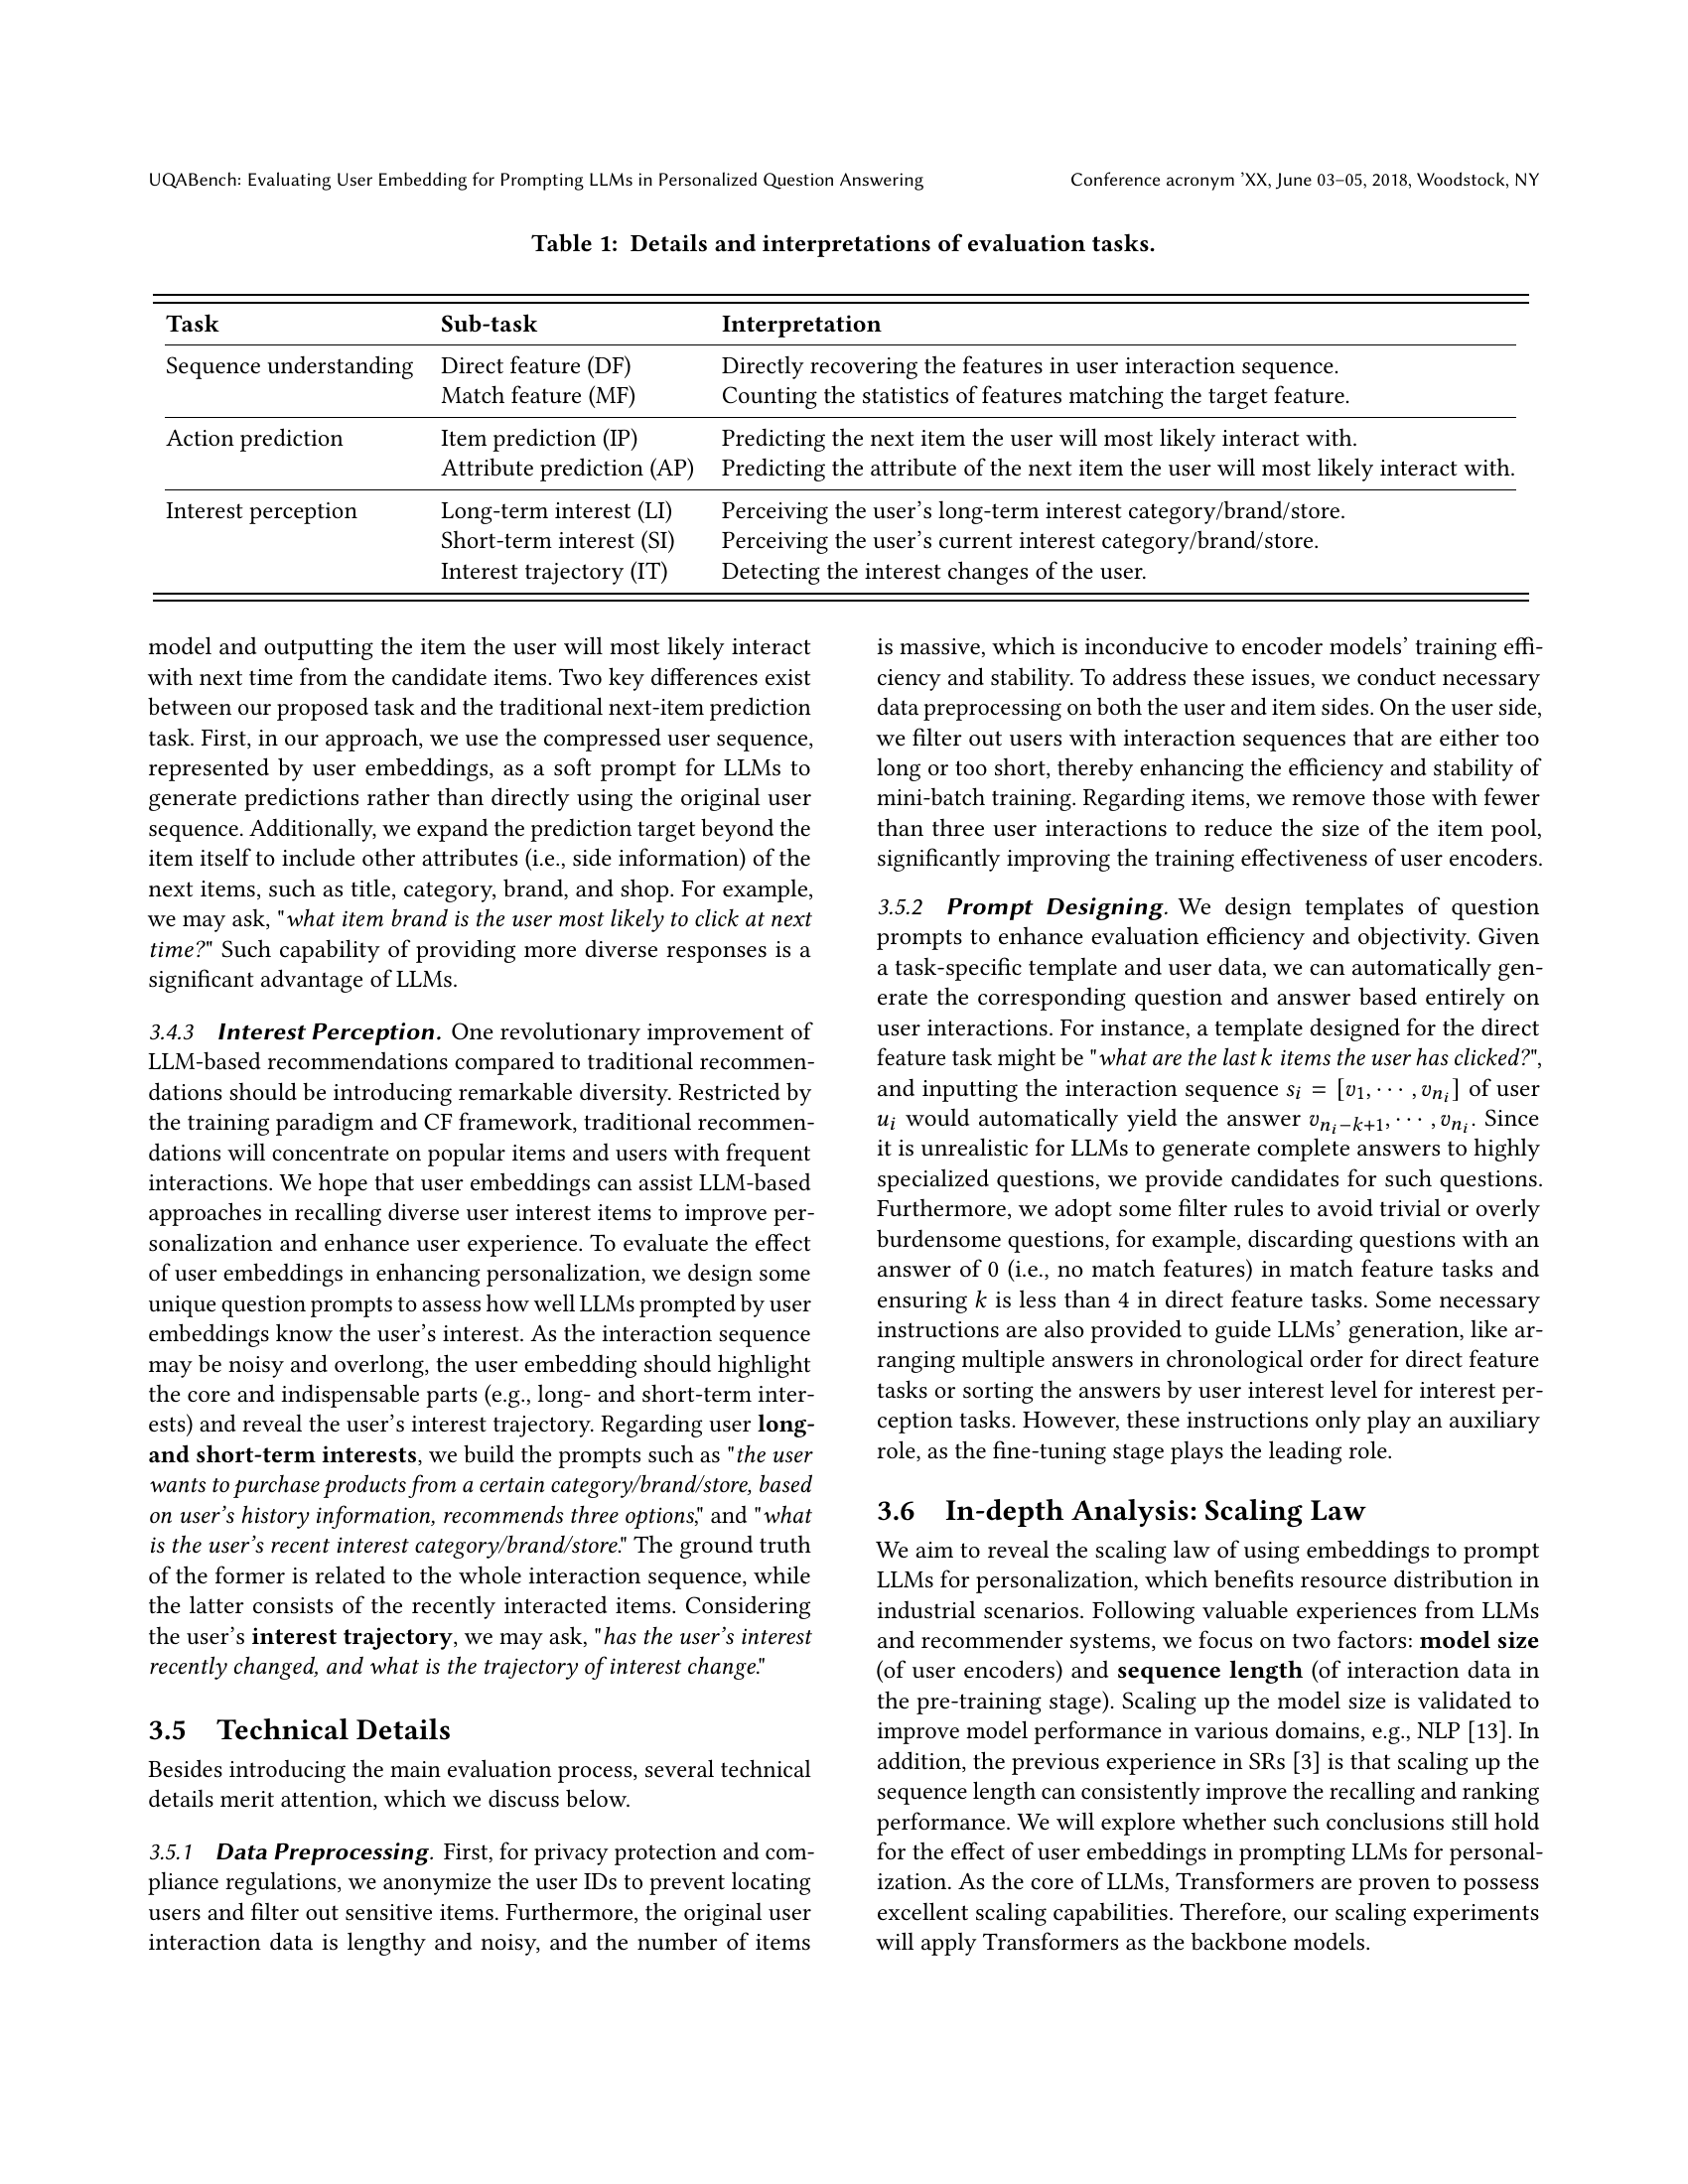 UQABench: Evaluating User Embedding for Prompting LLMs in Personalized Question Answering
Conference acronym ’XX, June 03–05, 2018, Woodstock, NY
Table 1: Details and interpretations of evaluation tasks.
Task Sub-task Interpretation
Sequence understanding Direct feature (DF) Directly recovering the features in user interaction sequence.
Match feature (MF) Counting the statistics of features matching the target feature.
Action prediction Item prediction (IP) Predicting the next item the user will most likely interact with.
Attribute prediction (AP) Predicting the attribute of the next item the user will most likely interact with.
Interest perception Long-term interest (LI) Perceiving the user’s long-term interest category/brand/store.
Short-term interest (SI) Perceiving the user’s current interest category/brand/store.
Interest trajectory (IT) Detecting the interest changes of the user.
model and outputting the item the user will most likely interact
with next time from the candidate items. Two key differences exist
between our proposed task and the traditional next-item prediction
task. First, in our approach, we use the compressed user sequence,
represented by user embeddings, as a soft prompt for LLMs to
generate predictions rather than directly using the original user
sequence. Additionally, we expand the prediction target beyond the
item itself to include other attributes (i.e., side information) of the
next items, such as title, category, brand, and shop. For example,
we may ask, "what item brand is the user most likely to click at next
time?" Such capability of providing more diverse responses is a
significant advantage of LLMs.
3.4.3 Interest Perception. One revolutionary improvement of
LLM-based recommendations compared to traditional recommen-
dations should be introducing remarkable diversity. Restricted by
the training paradigm and CF framework, traditional recommen-
dations will concentrate on popular items and users with frequent
interactions. We hope that user embeddings can assist LLM-based
approaches in recalling diverse user interest items to improve per-
sonalization and enhance user experience. To evaluate the effect
of user embeddings in enhancing personalization, we design some
unique question prompts to assess how well LLMs prompted by user
embeddings know the user’s interest. As the interaction sequence
may be noisy and overlong, the user embedding should highlight
the core and indispensable parts (e.g., long- and short-term inter-
ests) and reveal the user’s interest trajectory. Regarding user long-
and short-term interests, we build the prompts such as "the user
wants to purchase products from a certain category/brand/store, based
on user’s history information, recommends three options," and "what
is the user’s recent interest category/brand/store." The ground truth
of the former is related to the whole interaction sequence, while
the latter consists of the recently interacted items. Considering
the user’s interest trajectory, we may ask, "has the user’s interest
recently changed, and what is the trajectory of interest change."
3.5 Technical Details
Besides introducing the main evaluation process, several technical
details merit attention, which we discuss below.
3.5.1 Data Preprocessing. First, for privacy protection and com-
pliance regulations, we anonymize the user IDs to prevent locating
users and filter out sensitive items. Furthermore, the original user
interaction data is lengthy and noisy, and the number of items
is massive, which is inconducive to encoder models’ training effi-
ciency and stability. To address these issues, we conduct necessary
data preprocessing on both the user and item sides. On the user side,
we filter out users with interaction sequences that are either too
long or too short, thereby enhancing the efficiency and stability of
mini-batch training. Regarding items, we remove those with fewer
than three user interactions to reduce the size of the item pool,
significantly improving the training effectiveness of user encoders.
3.5.2 Prompt Designing. We design templates of question
prompts to enhance evaluation efficiency and objectivity. Given
a task-specific template and user data, we can automatically gen-
erate the corresponding question and answer based entirely on
user interactions. For instance, a template designed for the direct
feature task might be "what are the last k items the user has clicked?",
and inputting the interaction sequence s_i = [v_1, · · · , v_{n_i}] of user
u_i would automatically yield the answer v_{n_i−k+1}, · · · , v_{n_i}. Since
it is unrealistic for LLMs to generate complete answers to highly
specialized questions, we provide candidates for such questions.
Furthermore, we adopt some filter rules to avoid trivial or overly
burdensome questions, for example, discarding questions with an
answer of 0 (i.e., no match features) in match feature tasks and
ensuring k is less than 4 in direct feature tasks. Some necessary
instructions are also provided to guide LLMs’ generation, like ar-
ranging multiple answers in chronological order for direct feature
tasks or sorting the answers by user interest level for interest per-
ception tasks. However, these instructions only play an auxiliary
role, as the fine-tuning stage plays the leading role.
3.6 In-depth Analysis: Scaling Law
We aim to reveal the scaling law of using embeddings to prompt
LLMs for personalization, which benefits resource distribution in
industrial scenarios. Following valuable experiences from LLMs
and recommender systems, we focus on two factors: model size
(of user encoders) and sequence length (of interaction data in
the pre-training stage). Scaling up the model size is validated to
improve model performance in various domains, e.g., NLP [13]. In
addition, the previous experience in SRs [3] is that scaling up the
sequence length can consistently improve the recalling and ranking
performance. We will explore whether such conclusions still hold
for the effect of user embeddings in prompting LLMs for personal-
ization. As the core of LLMs, Transformers are proven to possess
excellent scaling capabilities. Therefore, our scaling experiments
will apply Transformers as the backbone models.